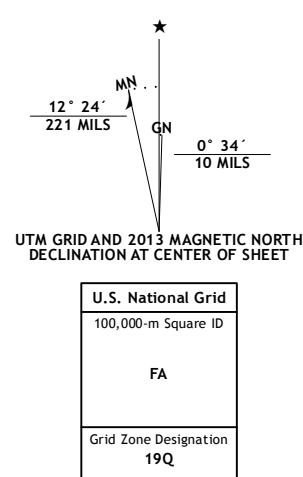 ★
MN
12° 24´
221 MILS
GN
0° 34´
10 MILS
UTM GRID AND 2013 MAGNETIC NORTH
DECLINATION AT CENTER OF SHEET
U.S. National Grid
100,000-m Square ID
FA
Grid Zone Designation
19Q